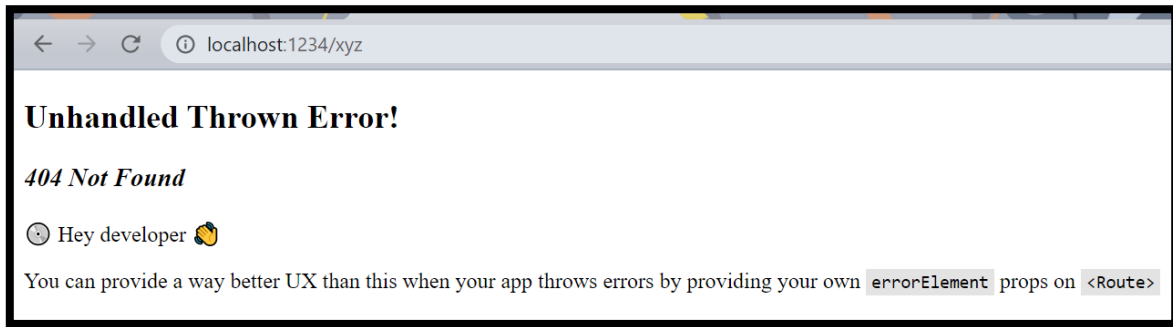 localhost:1234/xyz
Unhandled Thrown Error!
404 Not Found
💿 Hey developer 👋
You can provide a way better UX than this when your app throws errors by providing your own errorElement props on <Route>